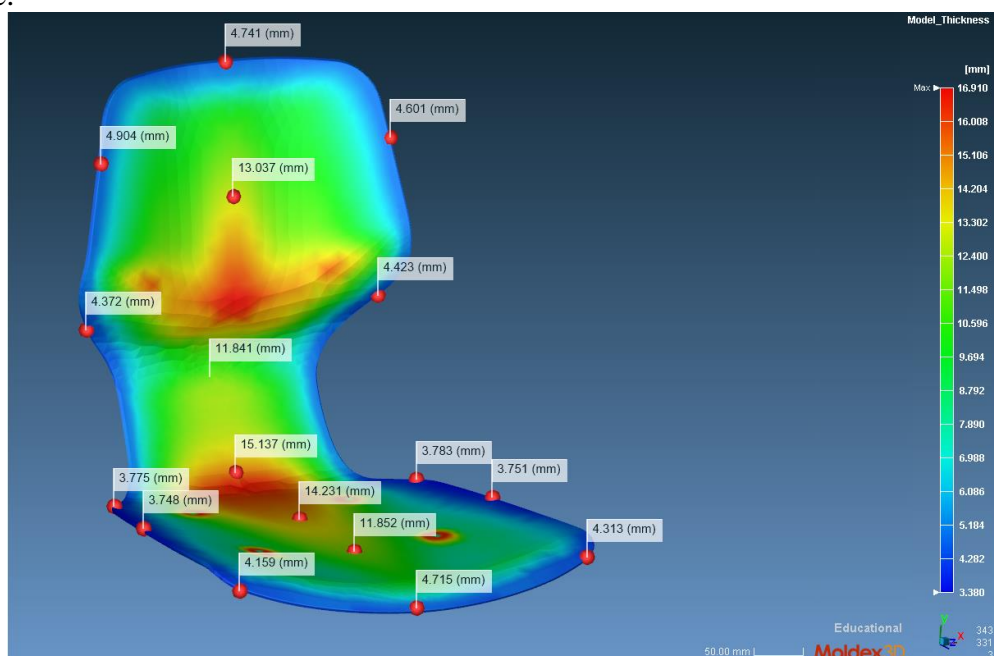 Model_Thickness
[mm]
Max
16.910
16.008
15.106
14.204
13.302
12.400
11.498
10.596
9.694
8.792
7.890
6.988
6.086
5.184
4.282
3.380
4.741 (mm)
4.601 (mm)
4.904 (mm)
13.037 (mm)
4.423 (mm)
4.372 (mm)
11.841 (mm)
15.137 (mm)
3.783 (mm)
3.751 (mm)
3.775 (mm)
3.748 (mm)
14.231 (mm)
11.852 (mm)
4.313 (mm)
4.159 (mm)
4.715 (mm)
Educational
Moldex3D
50.00 mm
Y
X
343
331
3